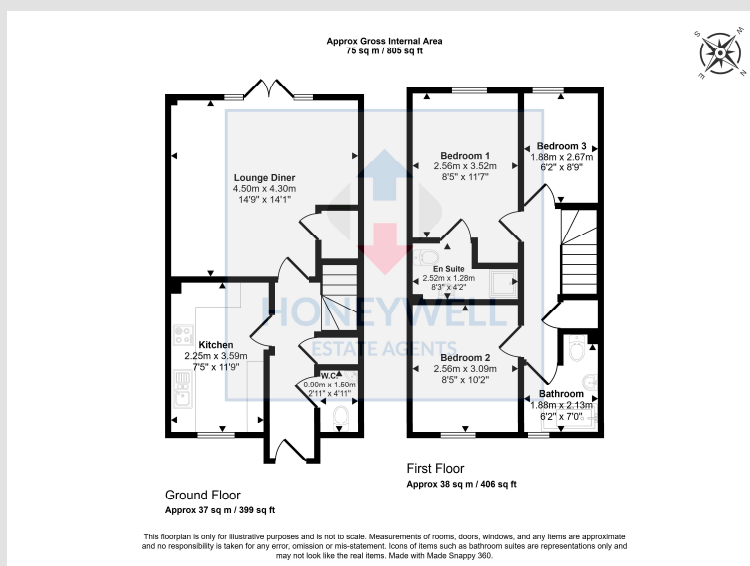 Approx Gross Internal Area
75 sq m / 805 sq ft
S
W
E
N
Lounge Diner
4.50m x 4.30m
14'9" x 14'1"
Kitchen
2.25m x 3.59m
7'5" x 11'9"
W.C.
0.90m x 1.50m
2'11" x 4'11"
Bedroom 1
2.56m x 3.52m
8'5" x 11'7"
Bedroom 3
1.88m x 2.67m
6'2" x 8'9"
En Suite
2.52m x 1.28m
8'3" x 4'2"
Bedroom 2
2.56m x 3.09m
8'5" x 10'2"
Bathroom
1.88m x 2.13m
6'2" x 7'0"
HONEYWELL
ESTATE AGENTS
Ground Floor
Approx 37 sq m / 399 sq ft
First Floor
Approx 38 sq m / 406 sq ft
This floorplan is only for illustrative purposes and is not to scale. Measurements of rooms, doors, windows, and any items are approximate
and no responsibility is taken for any error, omission or mis-statement. Icons of items such as bathroom suites are representations only and
may not look like the real items. Made with Made Snappy 360.